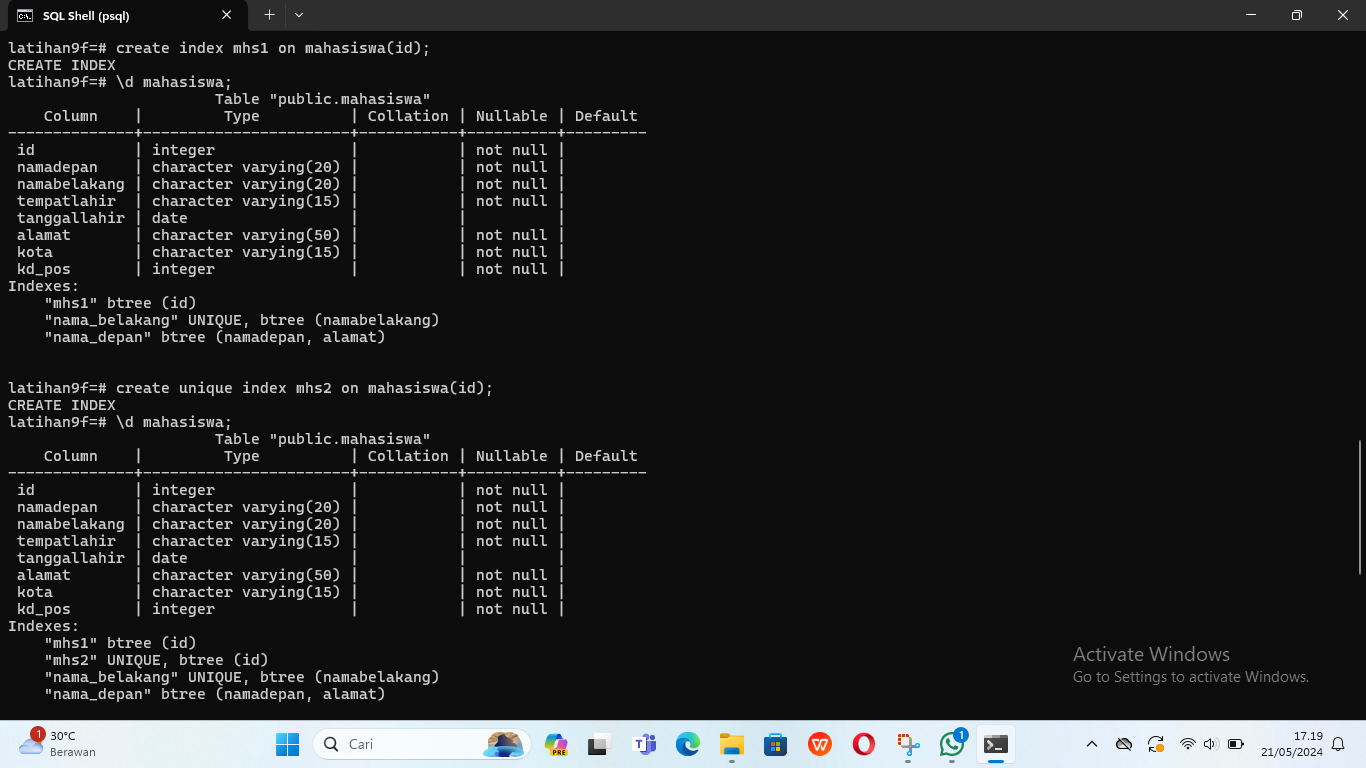 SQL Shell (psql)
latihan9f=# create index mhs1 on mahasiswa(id);
CREATE INDEX
latihan9f=# \d mahasiswa;
                       Table "public.mahasiswa"
    Column    |         Type          | Collation | Nullable | Default
--------------+-----------------------+-----------+----------+---------
 id           | integer               |           | not null |
 namadepan    | character varying(20) |           | not null |
 namabelakang | character varying(20) |           | not null |
 tempatlahir  | character varying(15) |           | not null |
 tanggallahir | date                  |           |          |
 alamat       | character varying(50) |           | not null |
 kota         | character varying(15) |           | not null |
 kd_pos       | integer               |           | not null |
Indexes:
    "mhs1" btree (id)
    "nama_belakang" UNIQUE, btree (namabelakang)
    "nama_depan" btree (namadepan, alamat)
latihan9f=# create unique index mhs2 on mahasiswa(id);
CREATE INDEX
latihan9f=# \d mahasiswa;
                       Table "public.mahasiswa"
    Column    |         Type          | Collation | Nullable | Default
--------------+-----------------------+-----------+----------+---------
 id           | integer               |           | not null |
 namadepan    | character varying(20) |           | not null |
 namabelakang | character varying(20) |           | not null |
 tempatlahir  | character varying(15) |           | not null |
 tanggallahir | date                  |           |          |
 alamat       | character varying(50) |           | not null |
 kota         | character varying(15) |           | not null |
 kd_pos       | integer               |           | not null |
Indexes:
    "mhs1" btree (id)
    "mhs2" UNIQUE, btree (id)
    "nama_belakang" UNIQUE, btree (namabelakang)
    "nama_depan" btree (namadepan, alamat)
Activate Windows
Go to Settings to activate Windows.
1
30°C
Berawan
Cari
PRE
1
17.19
21/05/2024